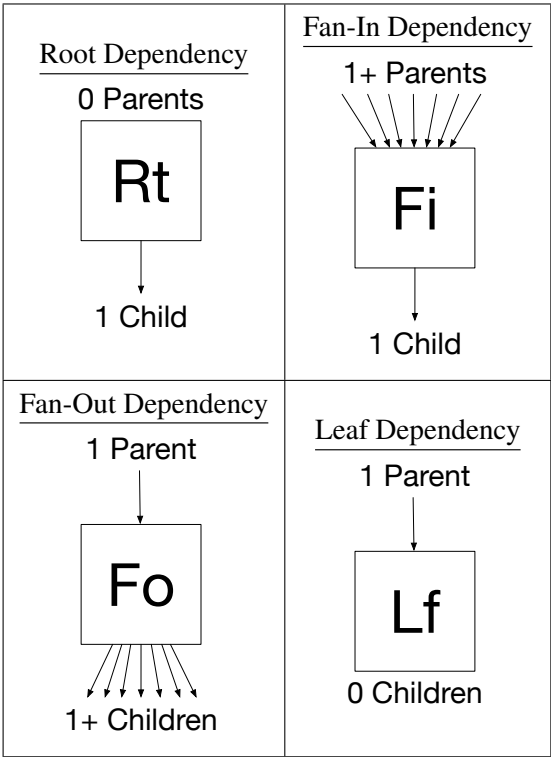 Root Dependency
0 Parents
Rt
1 Child
Fan-In Dependency
1+ Parents
Fi
1 Child
Fan-Out Dependency
1 Parent
Fo
1+ Children
Leaf Dependency
1 Parent
Lf
0 Children